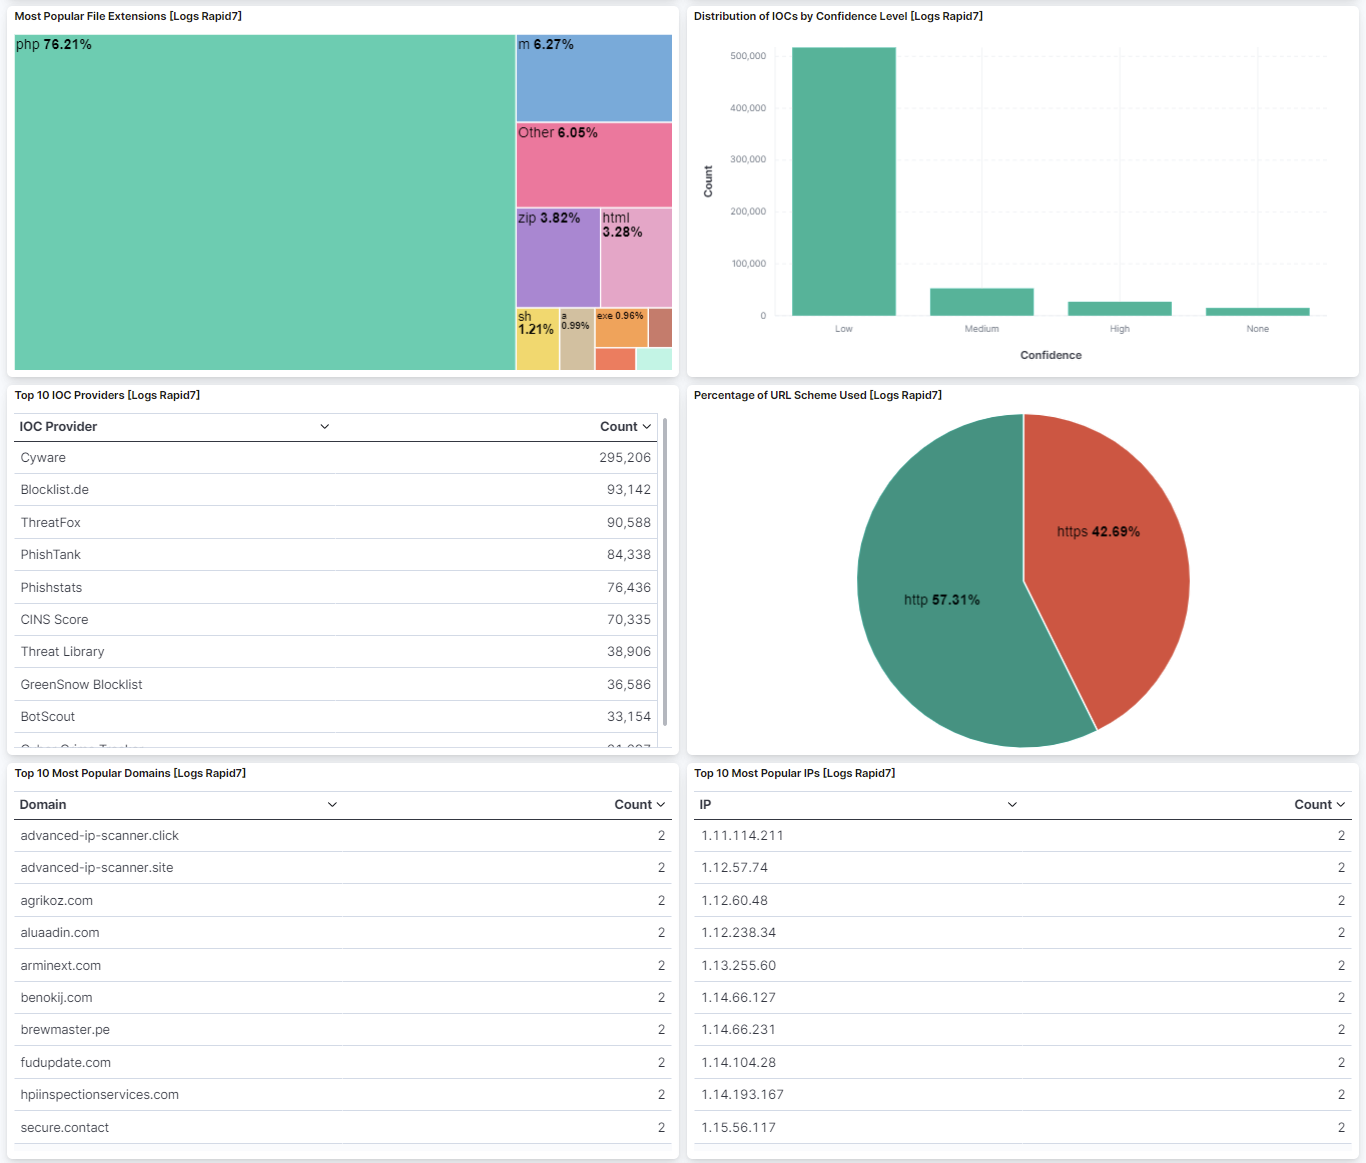 Most Popular File Extensions [Logs Rapid7]
php 76.21%
m 6.27%
Other 6.05%
zip 3.82%
html
3.28%
sh
1.21%
a
0.99%
exe 0.96%
Distribution of IOCs by Confidence Level [Logs Rapid7]
500,000
400,000
300,000
200,000
100,000
0
Count
Low Medium High None
Confidence
Top 10 IOC Providers [Logs Rapid7]
IOC Provider Count
Cyware 295,206
Blocklist.de 93,142
ThreatFox 90,588
PhishTank 84,338
Phishstats 76,436
CINS Score 70,335
Threat Library 38,906
GreenSnow Blocklist 36,586
BotScout 33,154
Percentage of URL Scheme Used [Logs Rapid7]
https 42.69%
http 57.31%
Top 10 Most Popular Domains [Logs Rapid7]
Domain Count
advanced-ip-scanner.click 2
advanced-ip-scanner.site 2
agrikoz.com 2
aluaadin.com 2
arminext.com 2
benokij.com 2
brewmaster.pe 2
fudupdate.com 2
hpiinspectionservices.com 2
secure.contact 2
Top 10 Most Popular IPs [Logs Rapid7]
IP Count
1.11.114.211 2
1.12.57.74 2
1.12.60.48 2
1.12.238.34 2
1.13.255.60 2
1.14.66.127 2
1.14.66.231 2
1.14.104.28 2
1.14.193.167 2
1.15.56.117 2